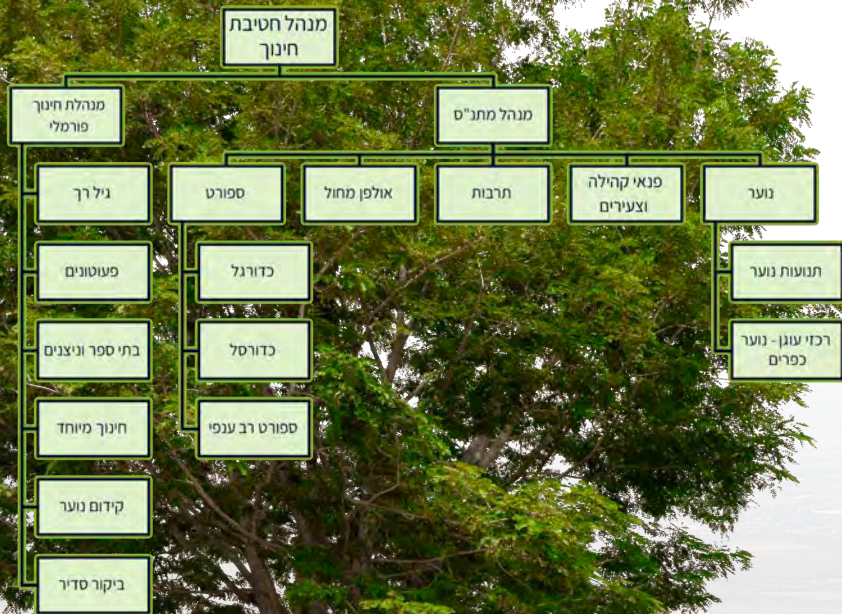 מנהל חטיבת
חינוך
מנהל מתנ"ס
מנהלת חינוך
פורמלי
נוער
פנאי קהילה
וצעירים
תרבות
אולפן מחול
ספורט
גיל רך
תנועות נוער
כדורגל
פעוטונים
רכזי עוגן - נוער
כפרים
כדורסל
בתי ספר וניצנים
ספורט רב ענפי
חינוך מיוחד
קידום נוער
ביקור סדיר